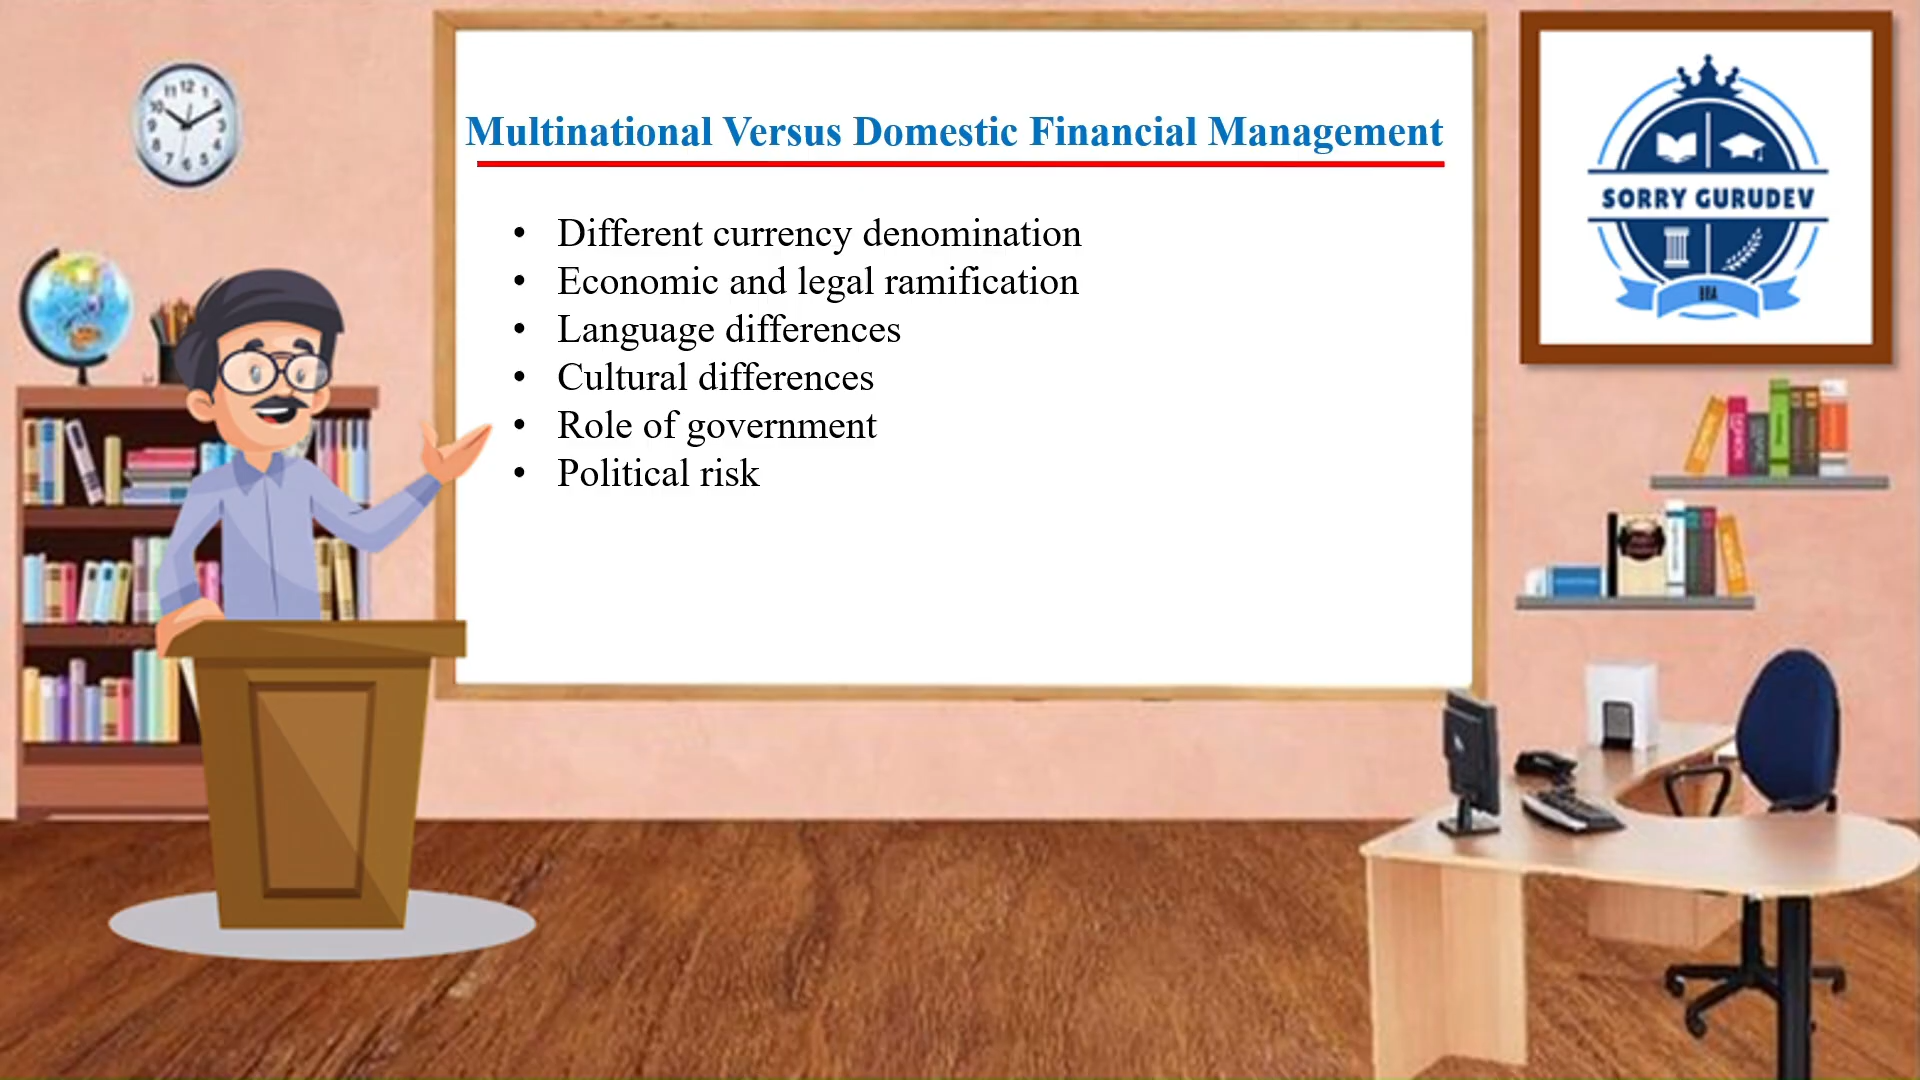 Multinational Versus Domestic Financial Management
• Different currency denomination
• Economic and legal ramification
• Language differences
• Cultural differences
• Role of government
• Political risk
SORRY GURUDEV
BBA